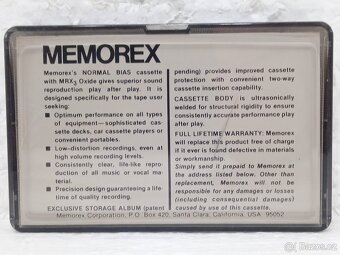 MEMOREX
Memorex's NORMAL BIAS cassette
with MRX3 Oxide gives superior sound
reproduction play after play. It is
designed specifically for the tape user
seeking:
■ Optimum performance on all types
of equipment—sophisticated cas-
sette decks, car cassette players or
convenient portables.
■ Low-distortion recordings, even at
high volume recording levels.
■ Consistently clear, life-like repro-
duction of all music or vocal ma-
terial.
■ Precision design guaranteeing a life-
time of quality recording.
EXCLUSIVE STORAGE ALBUM (patent
pending) provides improved cassette
protection with convenient two-way
cassette insertion capability.
CASSETTE BODY is ultrasonically
welded for structural rigidity to ensure
consistently accurate performance play
after play.
FULL LIFETIME WARRANTY: Memorex
will replace this product free of charge
if it ever is found defective in materials
or workmanship.
Simply send it prepaid to Memorex at
the address listed below. Other than
replacement, Memorex will not be
responsible for any damages or losses
(including consequential damages)
caused by use of this cassette.
Memorex Corporation, P.O. Box 420, Santa Clara, California, USA 95052
Bazos.cz